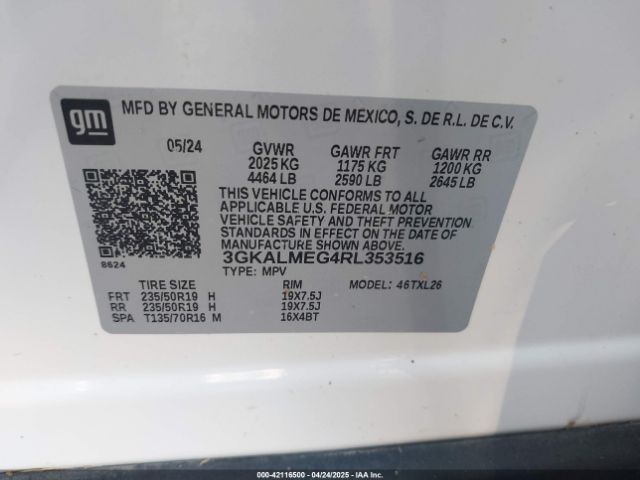 gm
MFD BY GENERAL MOTORS DE MEXICO, S. DE R.L. DE C.V.
05/24 GVWR GAWR FRT GAWR RR
2025 KG 1175 KG 1200 KG
4464 LB 2590 LB 2645 LB
THIS VEHICLE CONFORMS TO ALL
APPLICABLE U.S. FEDERAL MOTOR
VEHICLE SAFETY AND THEFT PREVENTION
STANDARDS IN EFFECT ON THE DATE
OF MANUFACTURE SHOWN ABOVE.
8624 3GKALMEG4RL353516
TYPE: MPV MODEL: 46TXL26
TIRE SIZE RIM
FRT 235/50R19 H 19X7.5J
RR 235/50R19 H 19X7.5J
SPA T135/70R16 M 16X4BT
000-42116500 - 04/24/2025 - IAAI.COM